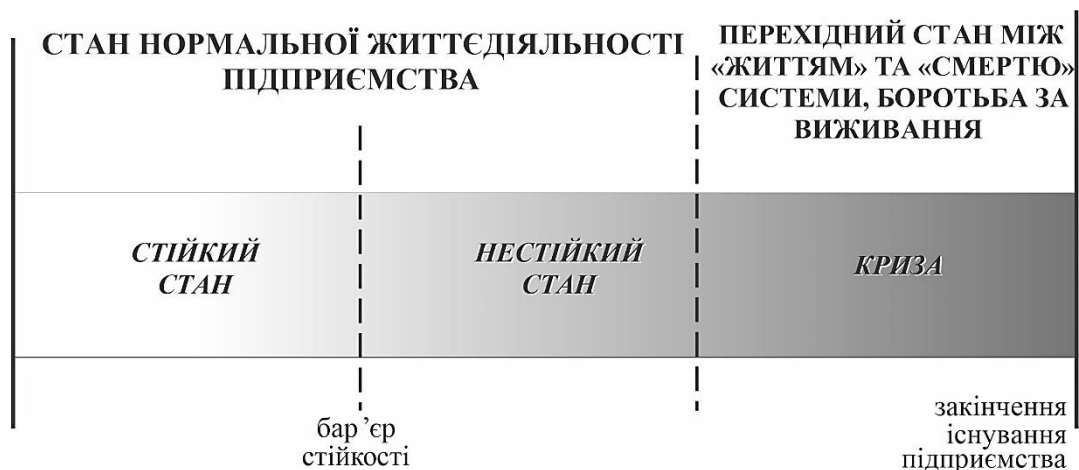 СТАН НОРМАЛЬНОЇ ЖИТТЄДІЯЛЬНОСТІ
ПІДПРИЄМСТВА
ПЕРЕХІДНИЙ СТАН МІЖ
«ЖИТТЯМ» ТА «СМЕРТЮ»
СИСТЕМИ, БОРОТЬБА ЗА
ВИЖИВАННЯ
СТІЙКИЙ
СТАН
НЕСТІЙКИЙ
СТАН
КРИЗА
бар’єр
стійкості
закінчення
існування
підприємства